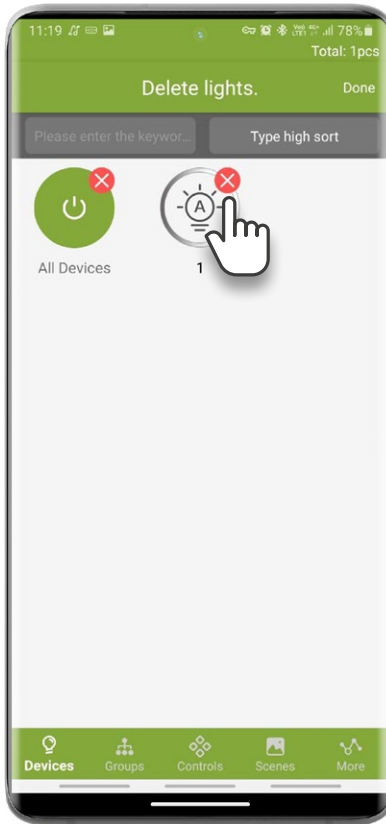 11:19 78%
Total: 1pcs
Delete lights. Done
Please enter the keywor... Type high sort
A
All Devices 1
Devices Groups Controls Scenes More